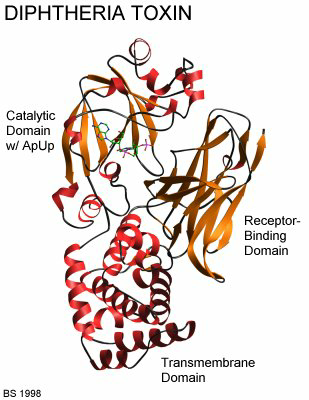 DIPHTHERIA TOXIN
Catalytic
Domain
w/ ApUp
Receptor-
Binding
Domain
Transmembrane
Domain
BS 1998